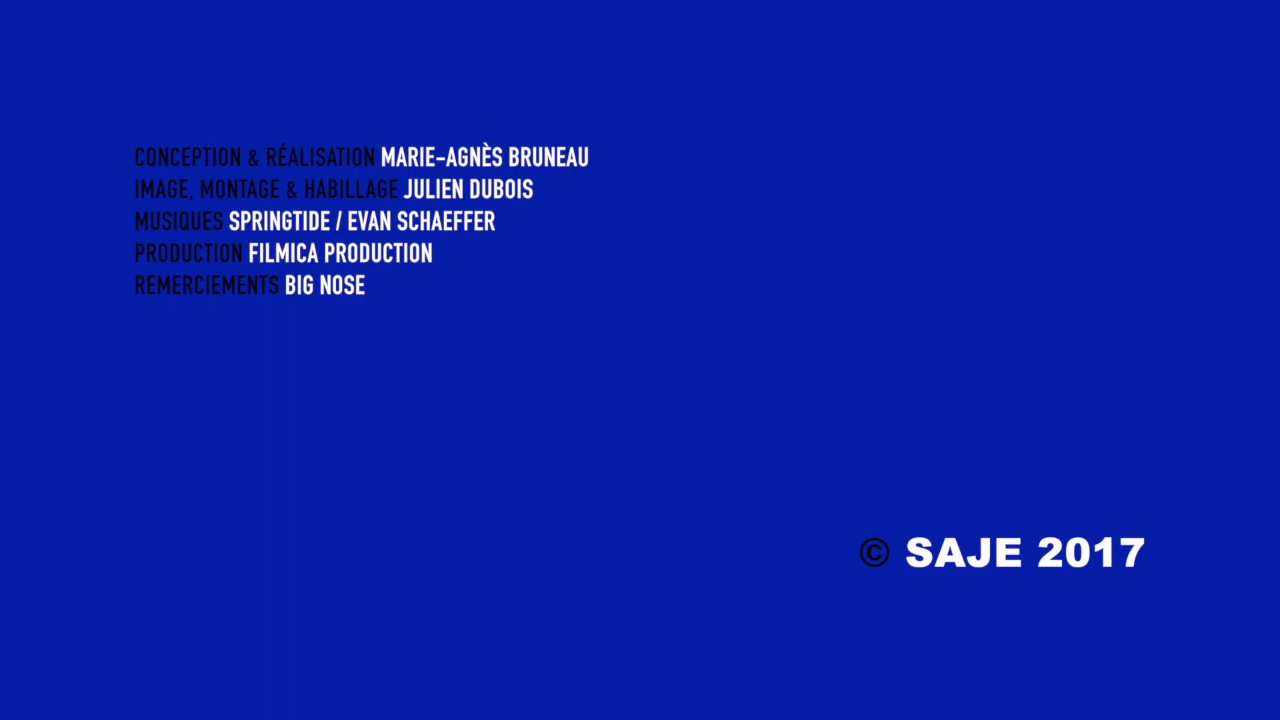 CONCEPTION & RÉALISATION MARIE-AGNÈS BRUNEAU
IMAGE, MONTAGE & HABILLAGE JULIEN DUBOIS
MUSIQUES SPRINGTIDE / EVAN SCHAEFFER
PRODUCTION FILMICA PRODUCTION
REMERCIEMENTS BIG NOSE
© SAJE 2017